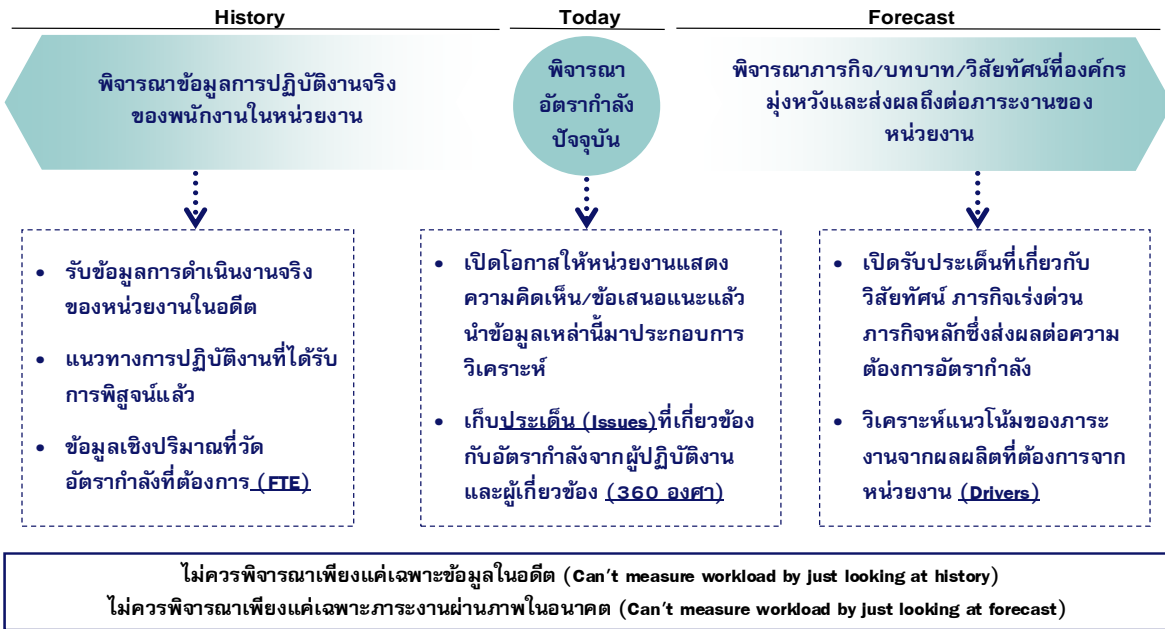 History
Today
Forecast
พิจารณาข้อมูลการปฏิบัติงานจริง
ของพนักงานในหน่วยงาน
พิจารณา
อัตรากำลัง
ปัจจุบัน
พิจารณาภารกิจ/บทบาท/วิสัยทัศน์ที่องค์กร
มุ่งหวังและส่งผลถึงต่อภาระงานของ
หน่วยงาน
• รับข้อมูลการดำเนินงานจริง
ของหน่วยงานในอดีต
• แนวทางการปฏิบัติงานที่ได้รับ
การพิสูจน์แล้ว
• ข้อมูลเชิงปริมาณที่วัด
อัตรากำลังที่ต้องการ (FTE)
• เปิดโอกาสให้หน่วยงานแสดง
ความคิดเห็น/ข้อเสนอแนะแล้ว
นำข้อมูลเหล่านี้มาประกอบการ
วิเคราะห์
• เก็บประเด็น (Issues)ที่เกี่ยวข้อง
กับอัตรากำลังจากผู้ปฏิบัติงาน
และผู้เกี่ยวข้อง (360 องศา)
• เปิดรับประเด็นที่เกี่ยวกับ
วิสัยทัศน์ ภารกิจเร่งด่วน
ภารกิจหลักซึ่งส่งผลต่อความ
ต้องการอัตรากำลัง
• วิเคราะห์แนวโน้มของภาระ
งานจากผลผลิตที่ต้องการจาก
หน่วยงาน (Drivers)
ไม่ควรพิจารณาเพียงแค่เฉพาะข้อมูลในอดีต (Can't measure workload by just looking at history)
ไม่ควรพิจารณาเพียงแค่เฉพาะภาระงานผ่านภาพในอนาคต (Can't measure workload by just looking at forecast)